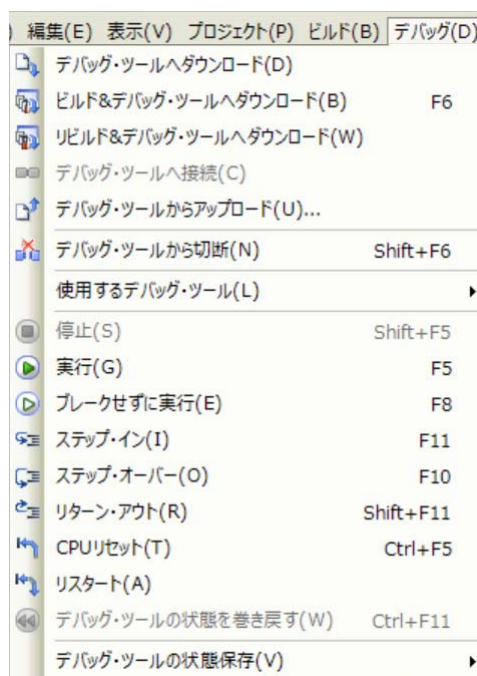 ) 編集(E) 表示(V) プロジェクト(P) ビルド(B) デバッグ(D)
デバッグ・ツールへダウンロード(D)
ビルド&デバッグ・ツールへダウンロード(B) F6
リビルド&デバッグ・ツールへダウンロード(W)
デバッグ・ツールへ接続(C)
デバッグ・ツールからアップロード(U)...
デバッグ・ツールから切断(N) Shift+F6
使用するデバッグ・ツール(L)
停止(S) Shift+F5
実行(G) F5
ブレークせずに実行(E) F8
ステップ・イン(I) F11
ステップ・オーバー(O) F10
リターン・アウト(R) Shift+F11
CPUリセット(T) Ctrl+F5
リスタート(A)
デバッグ・ツールの状態を巻き戻す(W) Ctrl+F11
デバッグ・ツールの状態保存(V)